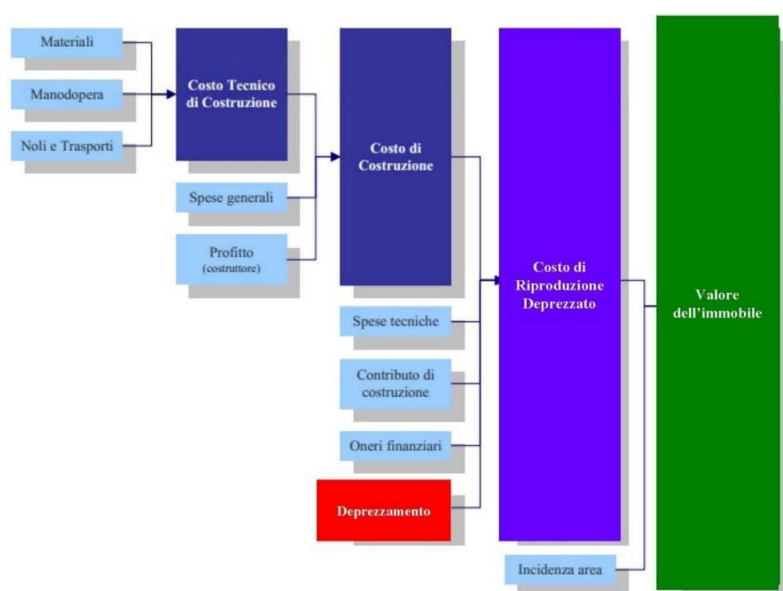 Materiali
Manodopera
Noli e Trasporti
Costo Tecnico
di Costruzione
Spese generali
Profitto
(costruttore)
Costo di
Costruzione
Spese tecniche
Contributo di
costruzione
Oneri finanziari
Deprezzamento
Costo di
Riproduzione
Deprezzato
Incidenza area
Valore
dell'immobile